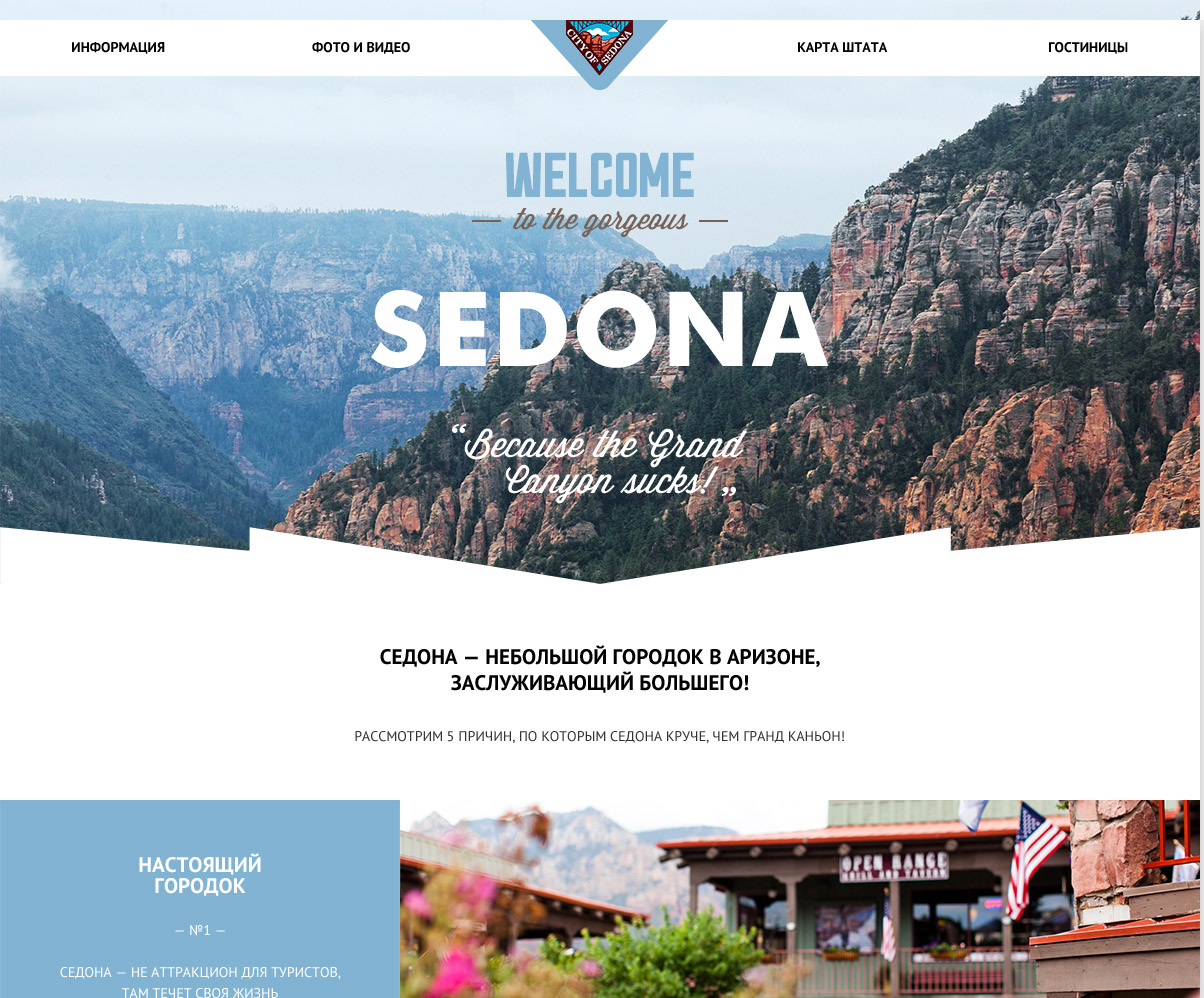 ИНФОРМАЦИЯ
ФОТО И ВИДЕО
CITY OF SEDONA
КАРТА ШТАТА
ГОСТИНИЦЫ
WELCOME
— to the gorgeous —
SEDONA
“Because the Grand
Canyon sucks! „
СЕДОНА — НЕБОЛЬШОЙ ГОРОДОК В АРИЗОНЕ,
ЗАСЛУЖИВАЮЩИЙ БОЛЬШЕГО!
РАССМОТРИМ 5 ПРИЧИН, ПО КОТОРЫМ СЕДОНА КРУЧЕ, ЧЕМ ГРАНД КАНЬОН!
НАСТОЯЩИЙ
ГОРОДОК
— №1 —
СЕДОНА — НЕ АТТРАКЦИОН ДЛЯ ТУРИСТОВ,
ТАМ ТЕЧЕТ СВОЯ ЖИЗНЬ
OPEN RANGE
GRILL AND TAVERN